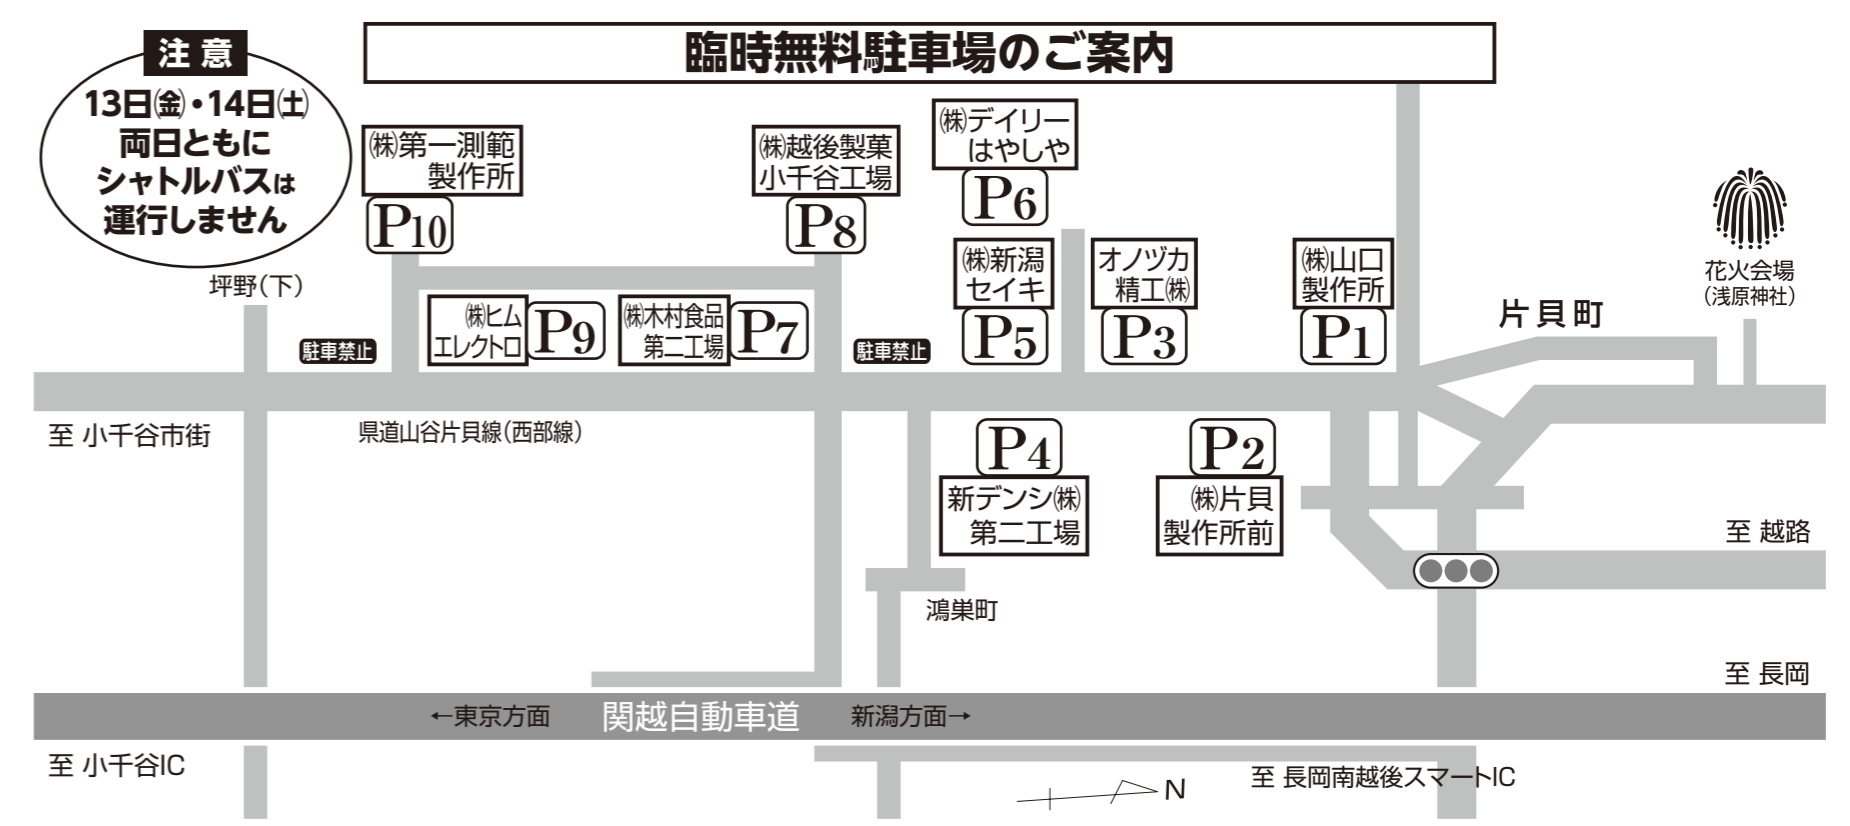 臨時無料駐車場のご案内
注意
13日㈮・14日㈯
両日ともに
シャトルバスは
運行しません
㈱第一測範
製作所
P10
㈱越後製菓
小千谷工場
P8
㈱デイリー
はやしや
P6
㈱新潟
セイキ
P5
オノヅカ
精工㈱
P3
㈱山口
製作所
P1
花火会場
（浅原神社）
片貝町
坪野（下）
駐車禁止
㈱ヒム
エレクトロ
P9
㈱木村食品
第二工場
P7
駐車禁止
至 小千谷市街
県道山谷片貝線（西部線）
P4
新デンシ㈱
第二工場
P2
㈱片貝
製作所前
至 越路
鴻巣町
至 長岡
←東京方面
関越自動車道
新潟方面→
至 小千谷IC
N
至 長岡南越後スマートIC